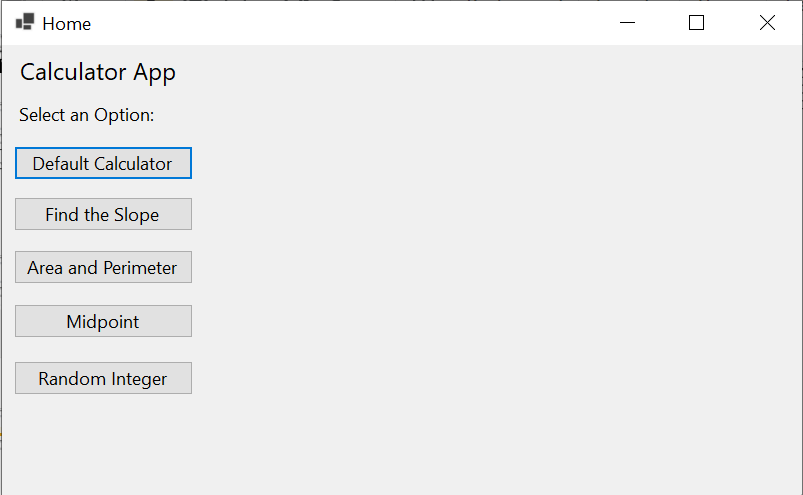 Home
Calculator App
Select an Option:
Default Calculator
Find the Slope
Area and Perimeter
Midpoint
Random Integer